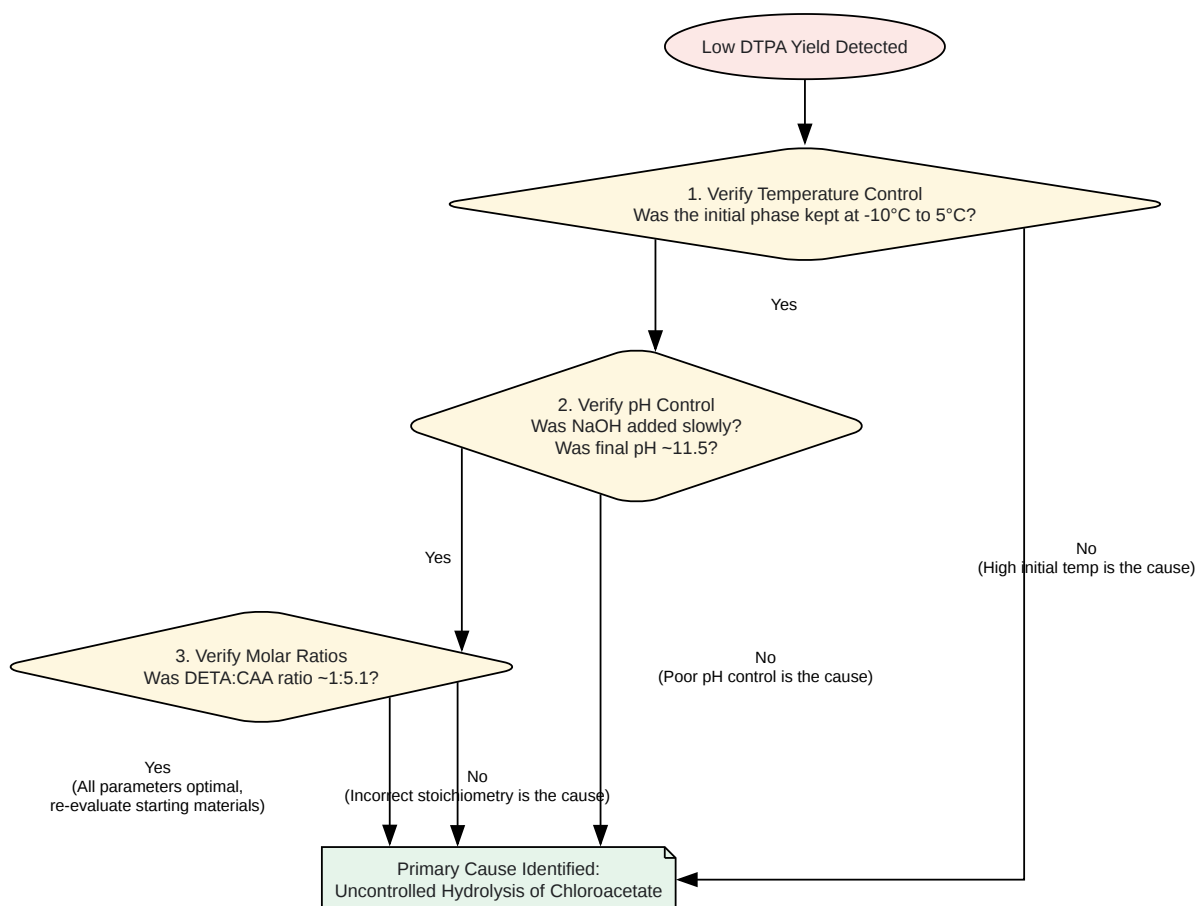 Low DTPA Yield Detected
1. Verify Temperature Control
Was the initial phase kept at -10°C to 5°C?
Yes
2. Verify pH Control
Was NaOH added slowly?
Was final pH ~11.5?
Yes
No
(High initial temp is the cause)
3. Verify Molar Ratios
Was DETA:CAA ratio ~1:5.1?
No
(Poor pH control is the cause)
Yes
(All parameters optimal,
re-evaluate starting materials)
No
(Incorrect stoichiometry is the cause)
Primary Cause Identified:
Uncontrolled Hydrolysis of Chloroacetate